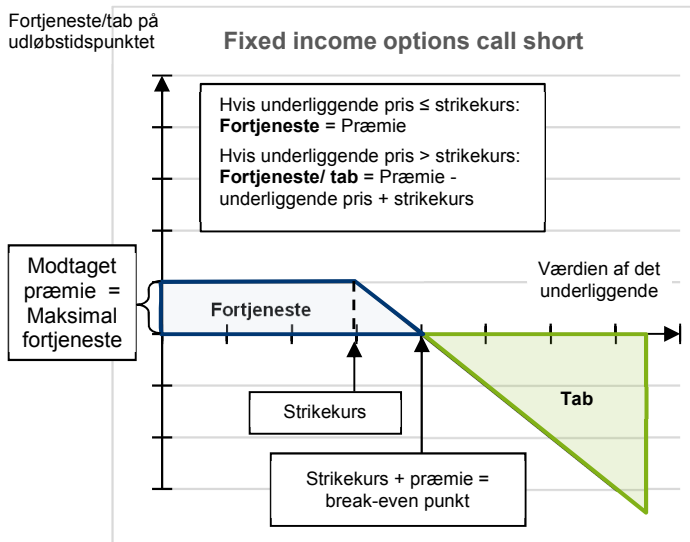 Fortjeneste/tab på
udløbstidspunktet
Fixed income options call short
Hvis underliggende pris ≤ strikekurs:
Fortjeneste = Præmie
Hvis underliggende pris > strikekurs:
Fortjeneste/ tab = Præmie -
underliggende pris + strikekurs
Modtaget
præmie =
Maksimal
fortjeneste
Fortjeneste
Værdien af det
underliggende
Strikekurs
Tab
Strikekurs + præmie =
break-even punkt